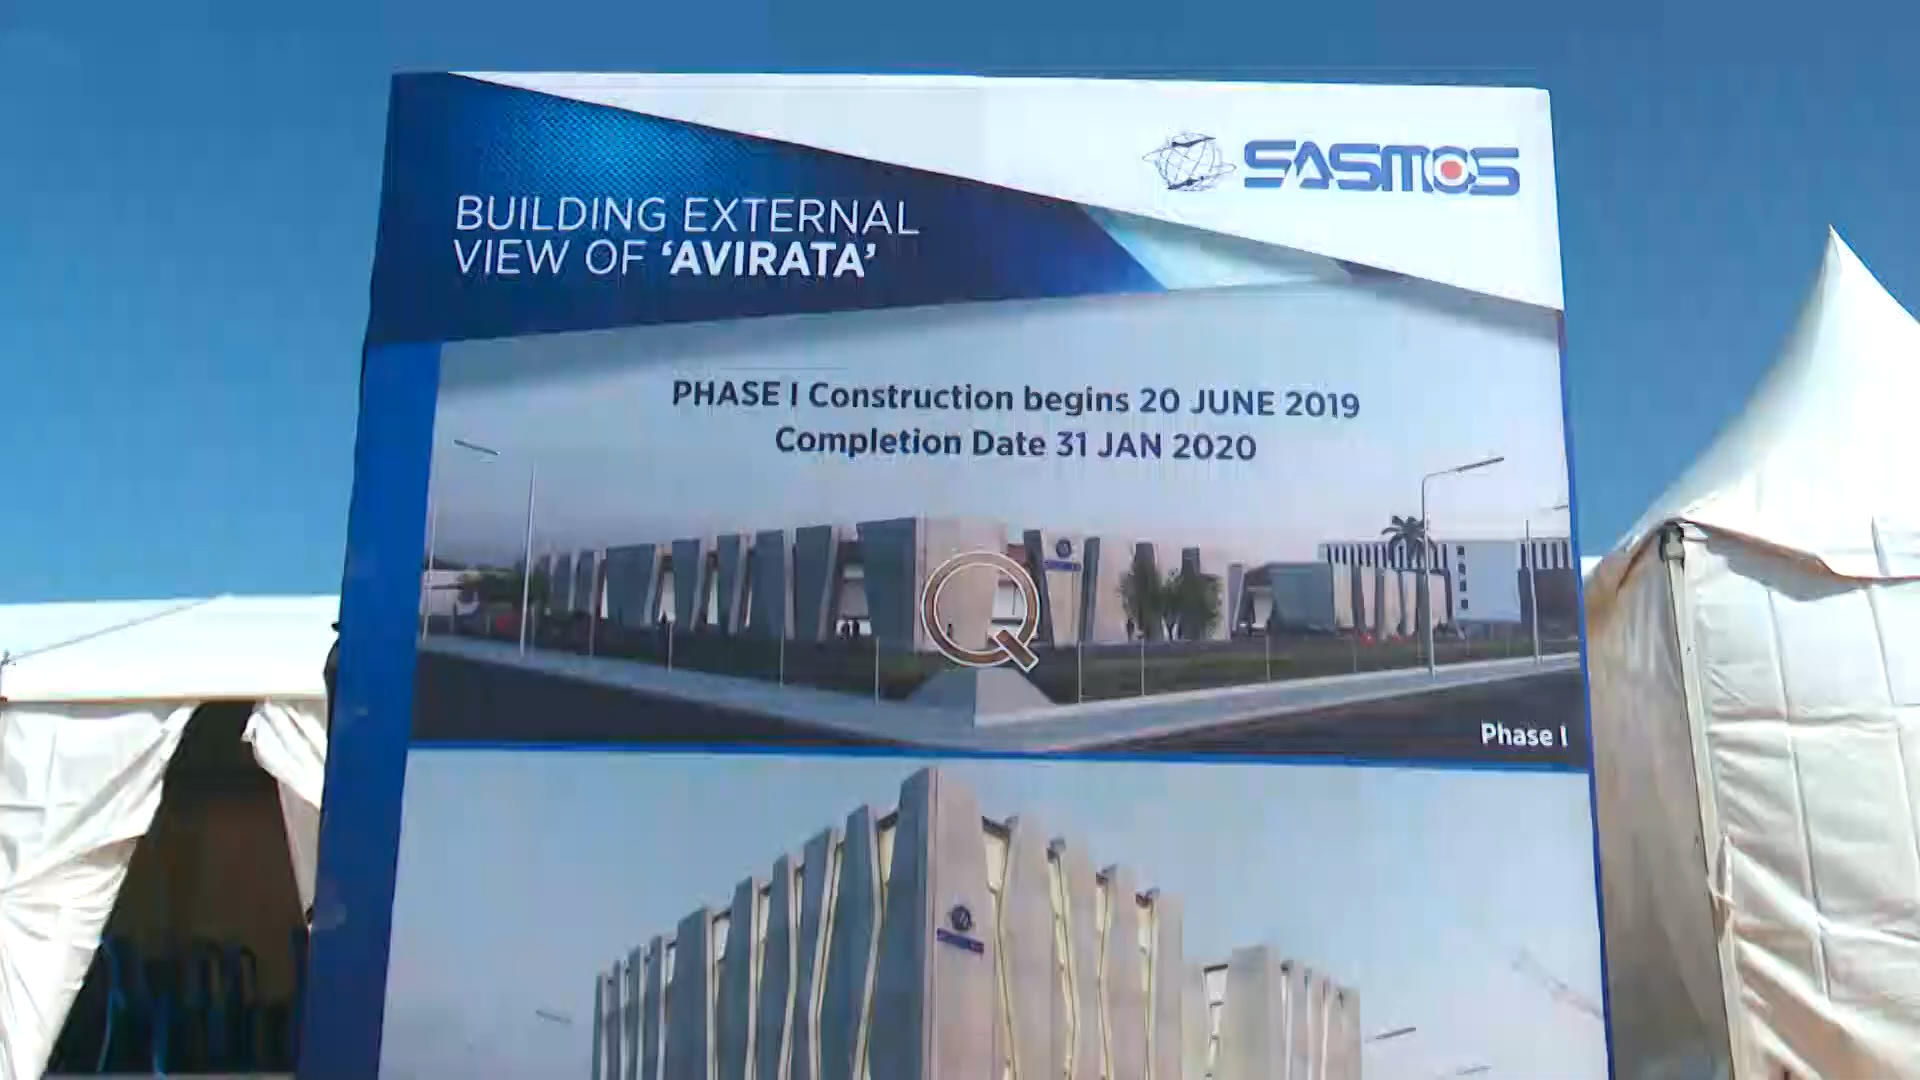 SASMOS
BUILDING EXTERNAL
VIEW OF ‘AVIRATA’
PHASE I Construction begins 20 JUNE 2019
Completion Date 31 JAN 2020
Q
Phase I